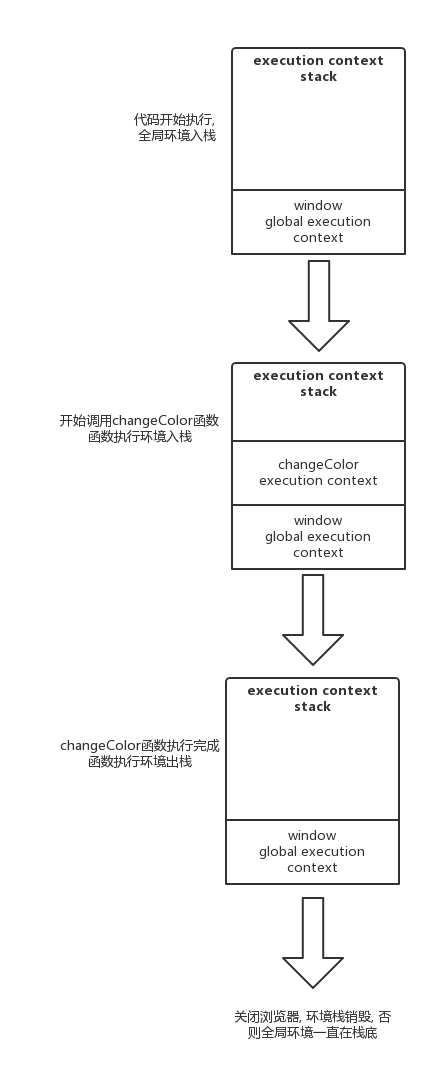 execution context
stack
代码开始执行,
全局环境入栈
window
global execution
context
execution context
stack
开始调用changeColor函数
函数执行环境入栈
changeColor
execution context
window
global execution
context
execution context
stack
changeColor函数执行完成
函数执行环境出栈
window
global execution
context
关闭浏览器, 环境栈销毁, 否
则全局环境一直在栈底